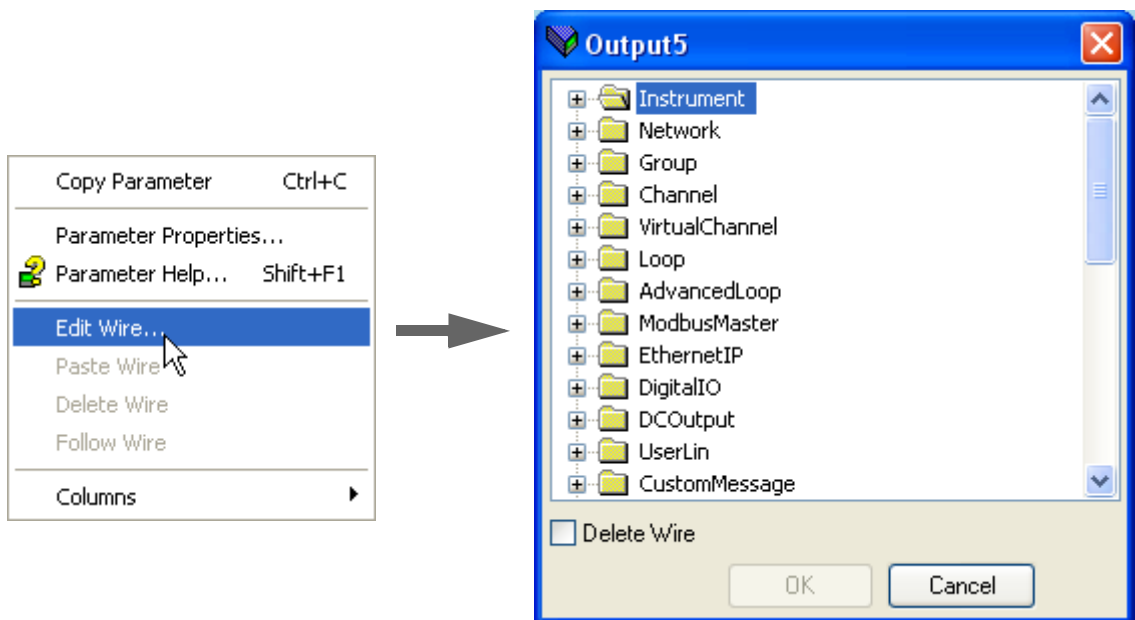 Copy Parameter Ctrl+C
Parameter Properties...
Parameter Help... Shift+F1
Edit Wire...
Paste Wire
Delete Wire
Follow Wire
Columns
Output5
Instrument
Network
Group
Channel
VirtualChannel
Loop
AdvancedLoop
ModbusMaster
EthernetIP
DigitalIO
DCOutput
UserLin
CustomMessage
Delete Wire
OK Cancel